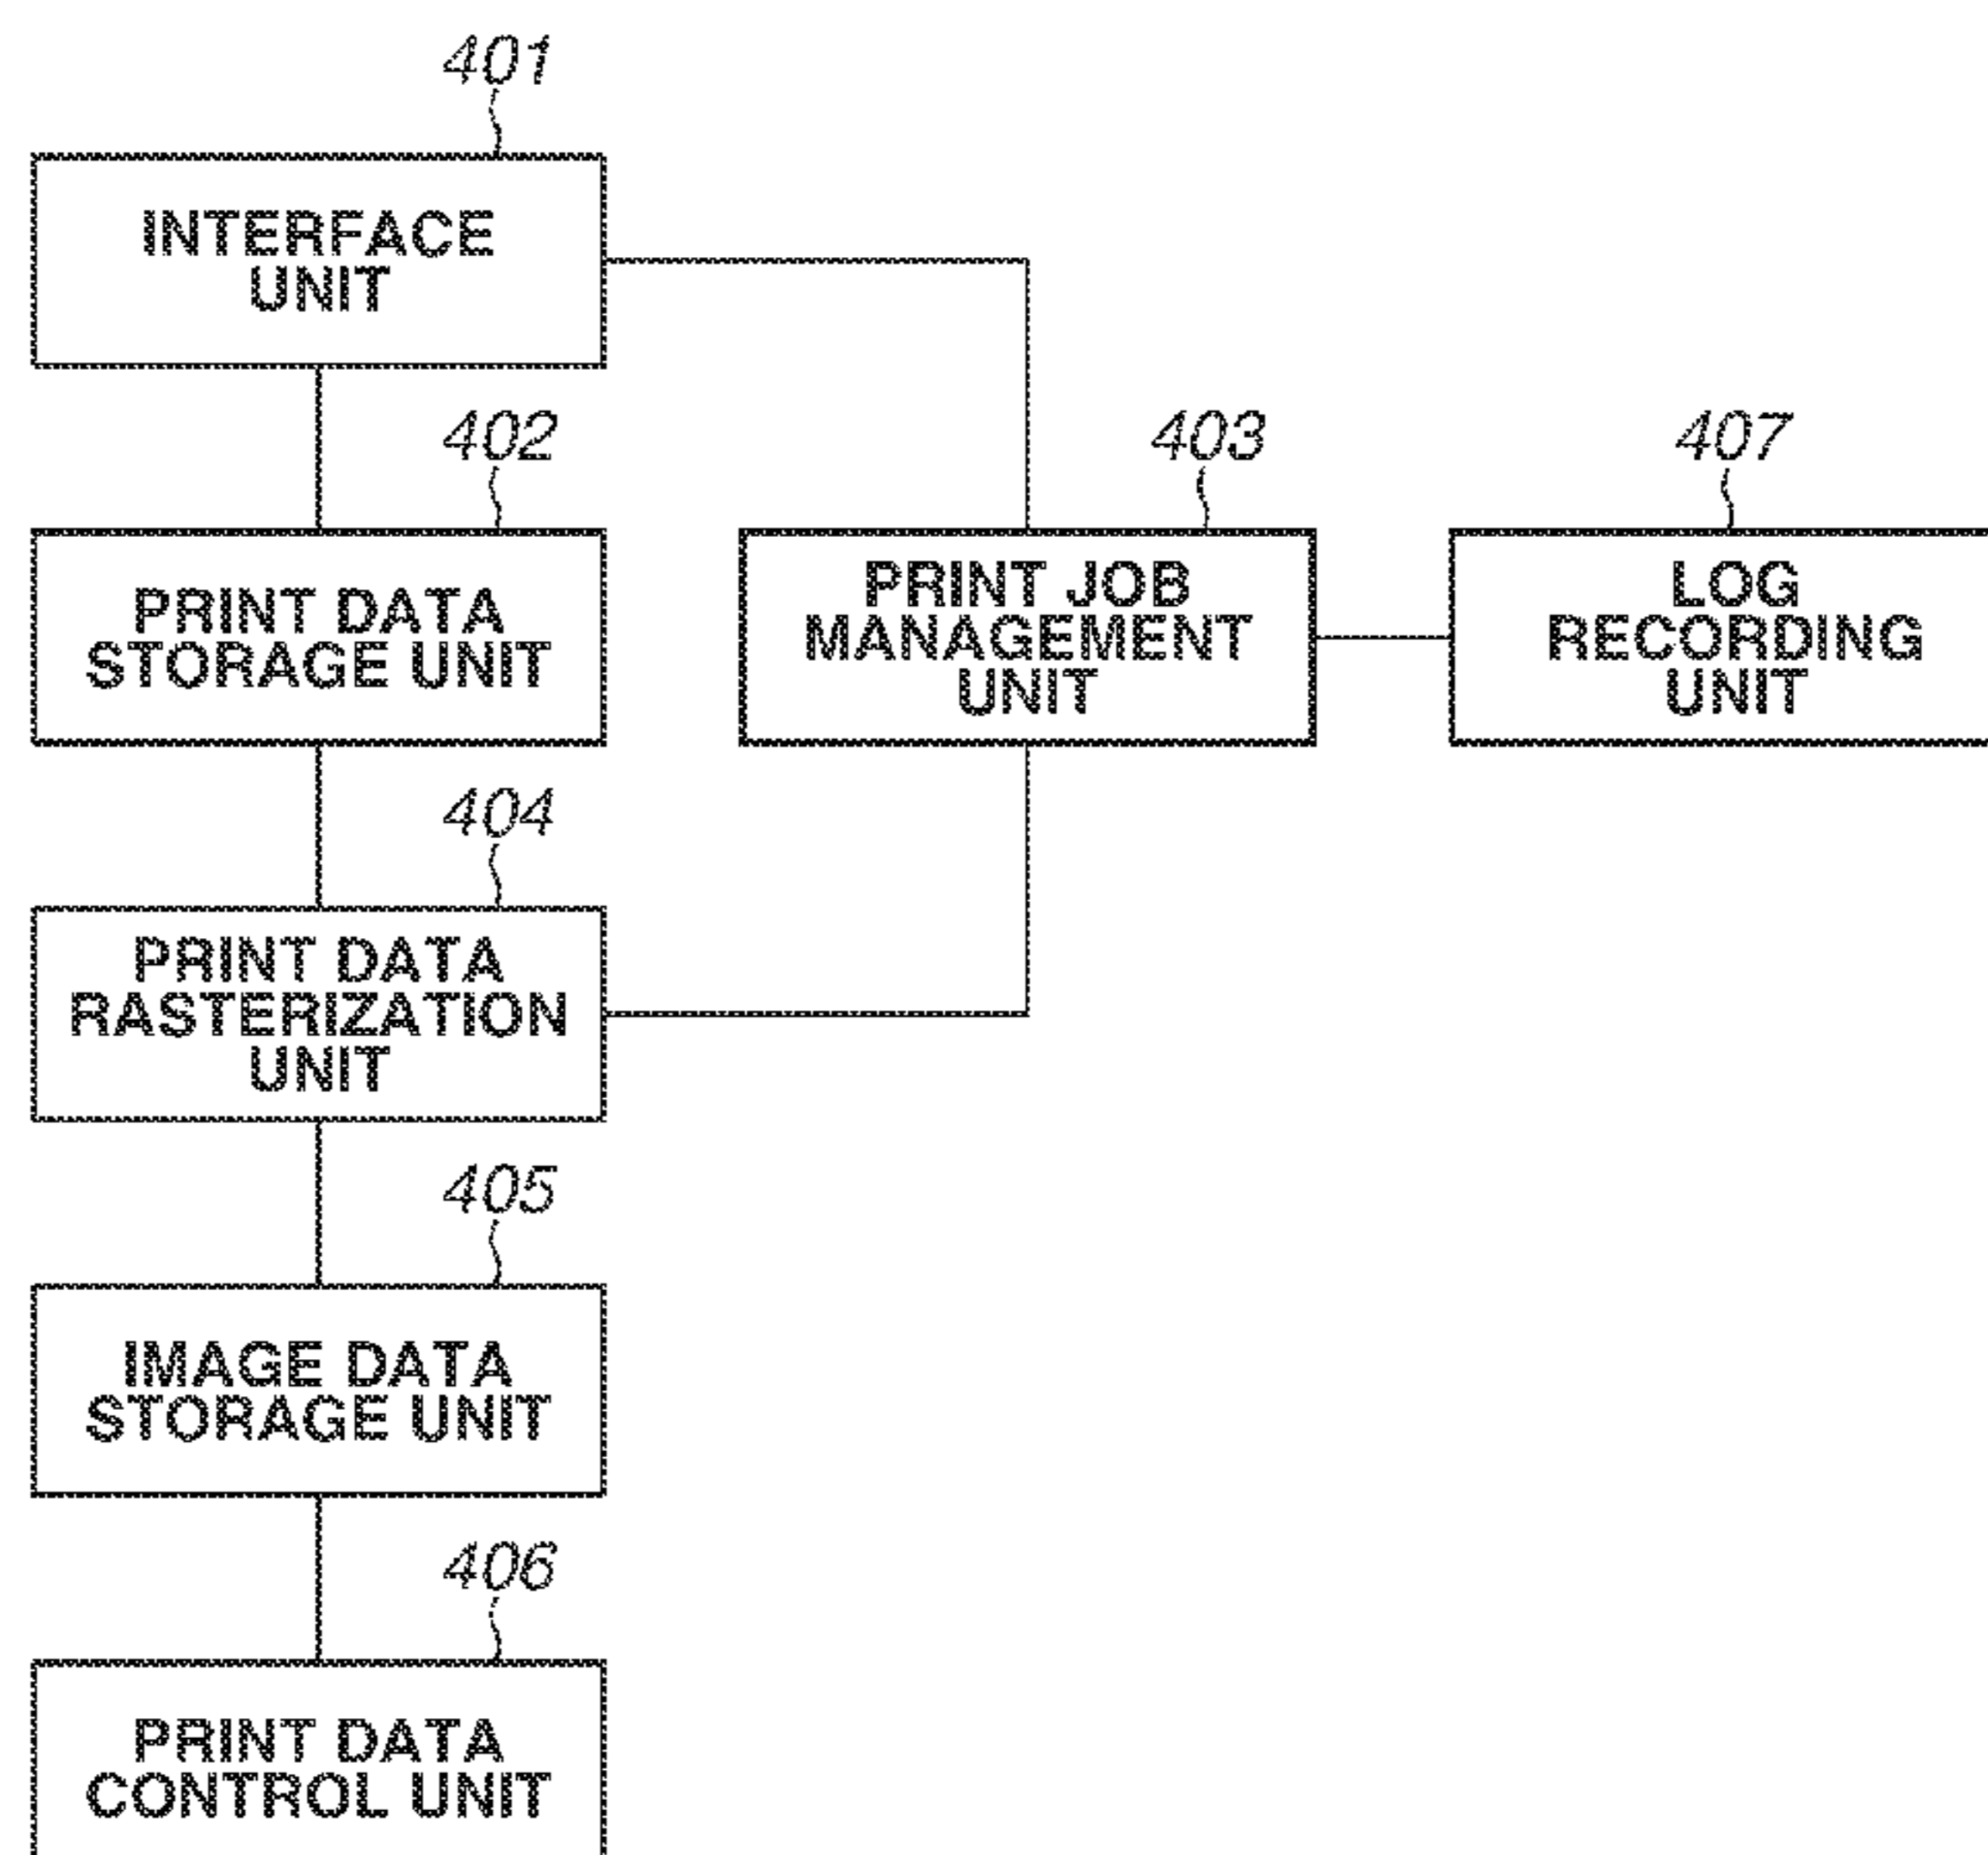 401
INTERFACE
UNIT
402
PRINT DATA
STORAGE UNIT
403
PRINT JOB
MANAGEMENT
UNIT
407
LOG
RECORDING
UNIT
404
PRINT DATA
RASTERIZATION
UNIT
405
IMAGE DATA
STORAGE UNIT
406
PRINT DATA
CONTROL UNIT